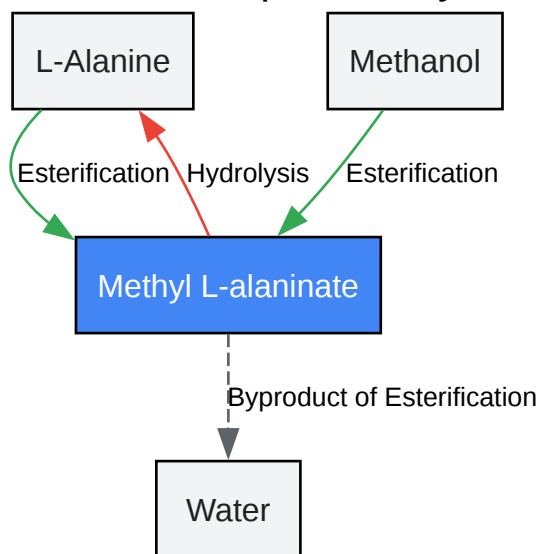 L-Alanine
Methanol
Esterification
Hydrolysis
Esterification
Methyl L-alaninate
Byproduct of Esterification
Water